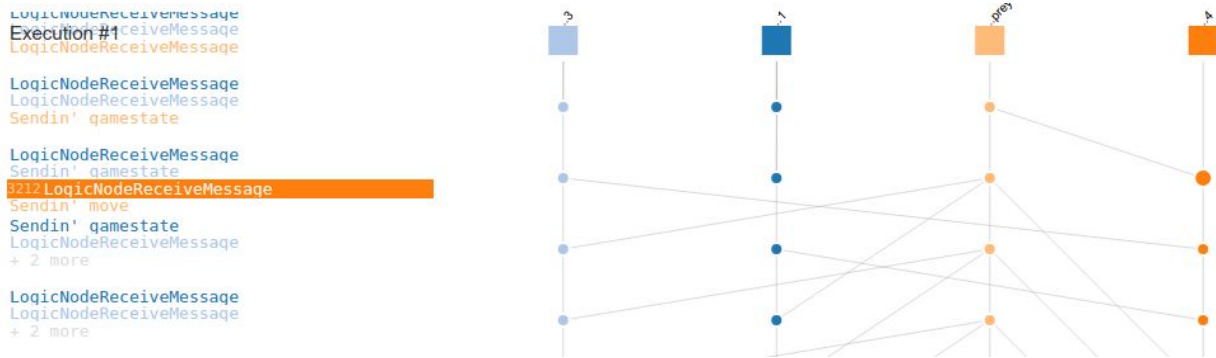 LogicNodeReceiveMessage
LogicNodeReceiveMessage
Execution #1
LogicNodeReceiveMessage
LogicNodeReceiveMessage
LogicNodeReceiveMessage
Sendin' gamestate
LogicNodeReceiveMessage
Sendin' gamestate
3212 LogicNodeReceiveMessage
Sendin' move
Sendin' gamestate
LogicNodeReceiveMessage
+ 2 more
LogicNodeReceiveMessage
LogicNodeReceiveMessage
+ 2 more
..3
..1
..prey
..4